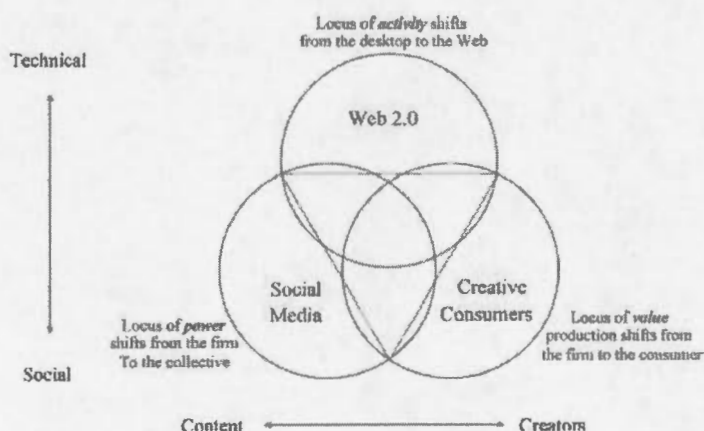 Locus of activity shifts
from the desktop to the Web
Technical
Web 2.0
Social
Media
Creative
Consumers
Locus of power
shifts from the firm
To the collective
Locus of value
production shifts from
the firm to the consumer
Social
Content
Creators